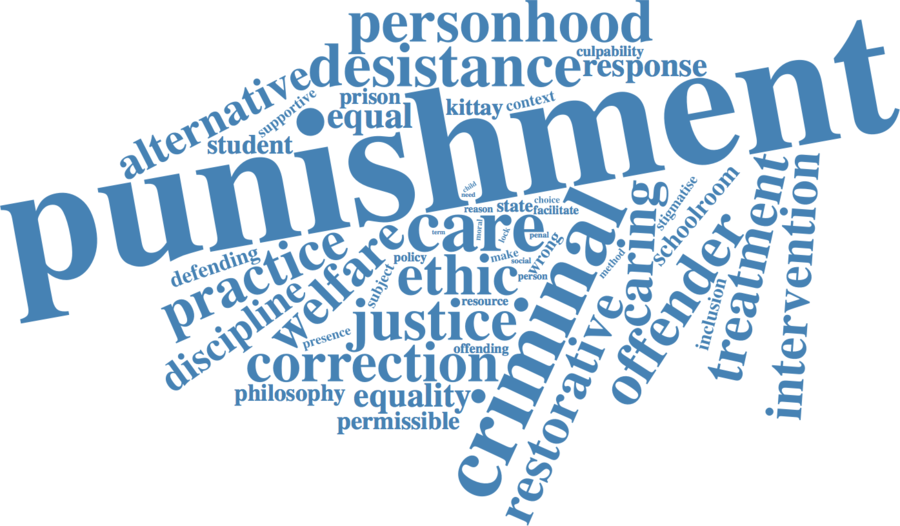 personhood
culpability
desistance
response
alternative
supportive
prison
equal
kittay
context
student
punishment
child
need
reason
state
choice
facilitate
stigmatise
schoolroom
care
term
moral
lock
penal
practice
defending
welfare
discipline
policy
subject
ethic
make
social
person
wrong
method
criminal
caring
offender
treatment
intervention
inclusion
restorative
resource
presence
justice
offending
correction
philosophy
equality
permissible